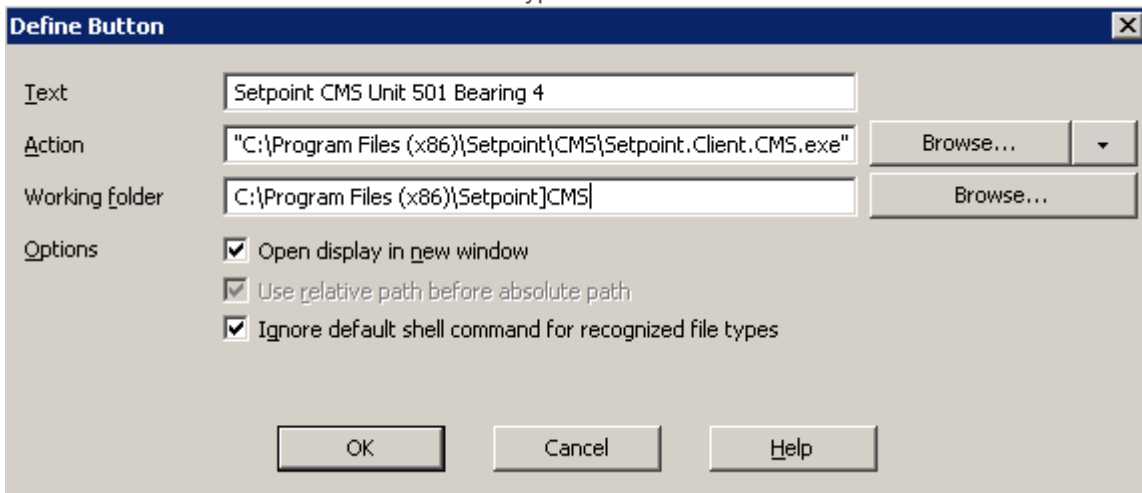 Define Button
Text Setpoint CMS Unit 501 Bearing 4
Action "C:\Program Files (x86)\Setpoint\CMS\Setpoint.Client.CMS.exe" Browse...
Working folder C:\Program Files (x86)\Setpoint]CMS Browse...
Options Open display in new window
Use relative path before absolute path
Ignore default shell command for recognized file types
OK Cancel Help